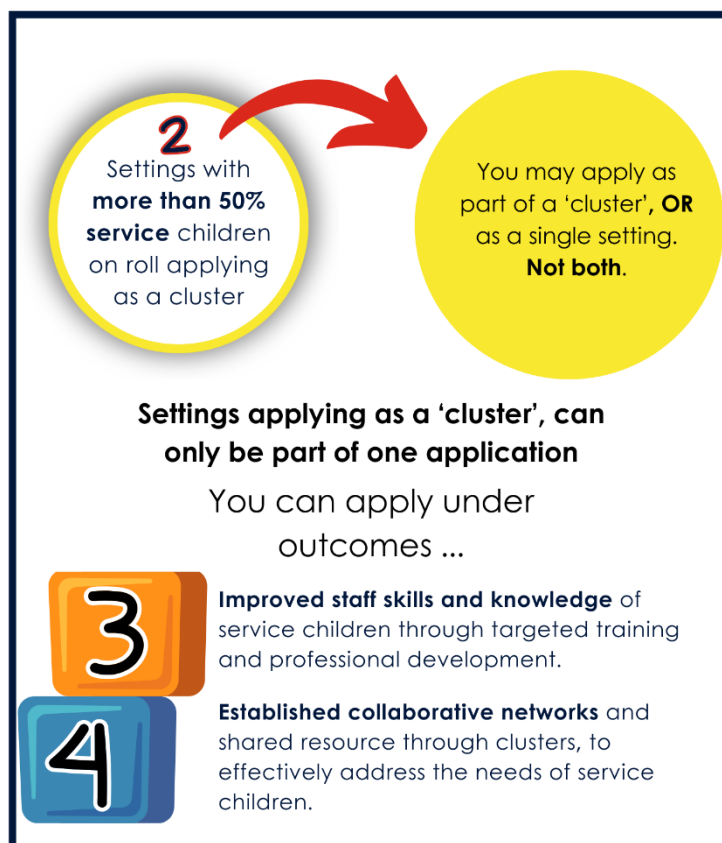 2
Settings with
more than 50%
service children
on roll applying
as a cluster
You may apply as
part of a ‘cluster’, OR
as a single setting.
Not both.
Settings applying as a ‘cluster’, can
only be part of one application
You can apply under
outcomes ...
3
Improved staff skills and knowledge of
service children through targeted training
and professional development.
4
Established collaborative networks and
shared resource through clusters, to
effectively address the needs of service
children.